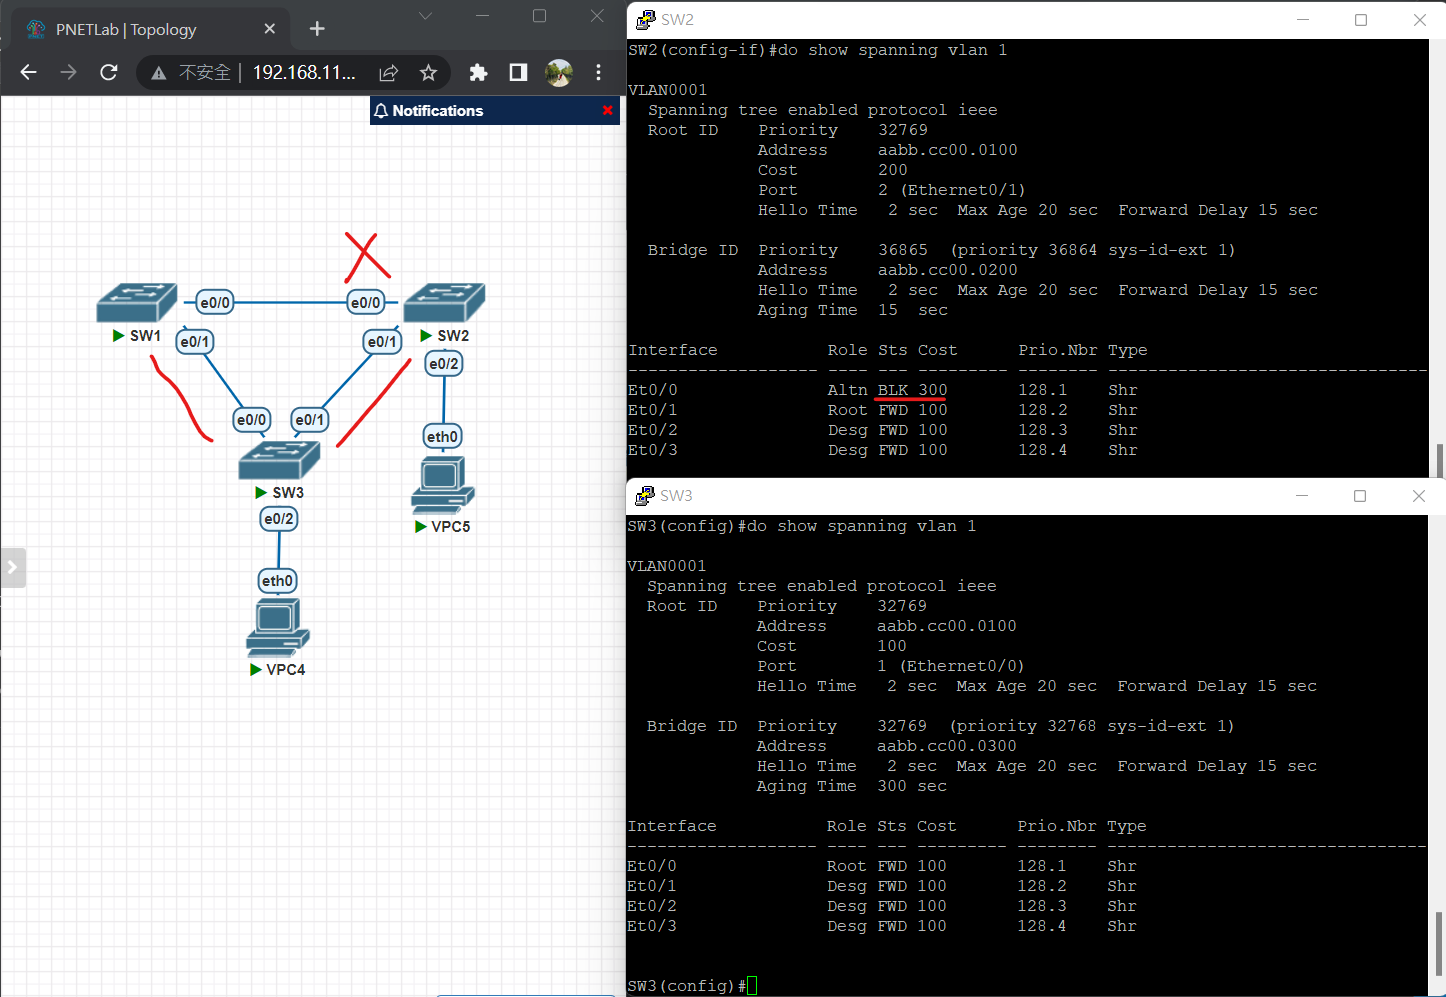 PNETLab | Topology
不安全 | 192.168.11...
Notifications
e0/0
e0/0
SW1
e0/1
e0/1
SW2
e0/2
e0/0
e0/1
eth0
SW3
e0/2
VPC5
eth0
VPC4
SW2
SW2(config-if)#do show spanning vlan 1
VLAN0001
Spanning tree enabled protocol ieee
Root ID Priority 32769
Address aabb.cc00.0100
Cost 200
Port 2 (Ethernet0/1)
Hello Time 2 sec Max Age 20 sec Forward Delay 15 sec
Bridge ID Priority 36865 (priority 36864 sys-id-ext 1)
Address aabb.cc00.0200
Hello Time 2 sec Max Age 20 sec Forward Delay 15 sec
Aging Time 15 sec
Interface Role Sts Cost Prio.Nbr Type
------------------- ---- --- --------- -------- --------------------------------
Et0/0 Altn BLK 300 128.1 Shr
Et0/1 Root FWD 100 128.2 Shr
Et0/2 Desg FWD 100 128.3 Shr
Et0/3 Desg FWD 100 128.4 Shr
SW3
SW3(config)#do show spanning vlan 1
VLAN0001
Spanning tree enabled protocol ieee
Root ID Priority 32769
Address aabb.cc00.0100
Cost 100
Port 1 (Ethernet0/0)
Hello Time 2 sec Max Age 20 sec Forward Delay 15 sec
Bridge ID Priority 32769 (priority 32768 sys-id-ext 1)
Address aabb.cc00.0300
Hello Time 2 sec Max Age 20 sec Forward Delay 15 sec
Aging Time 300 sec
Interface Role Sts Cost Prio.Nbr Type
------------------- ---- --- --------- -------- --------------------------------
Et0/0 Root FWD 100 128.1 Shr
Et0/1 Desg FWD 100 128.2 Shr
Et0/2 Desg FWD 100 128.3 Shr
Et0/3 Desg FWD 100 128.4 Shr
SW3(config)#